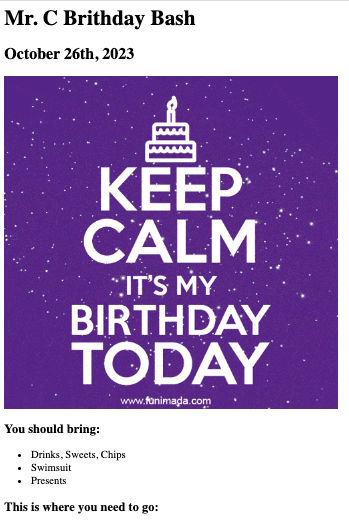 Mr. C Brithday Bash
October 26th, 2023
KEEP
CALM
IT'S MY
BIRTHDAY
TODAY
www.funimada.com
You should bring:
Drinks, Sweets, Chips
Swimsuit
Presents
This is where you need to go: